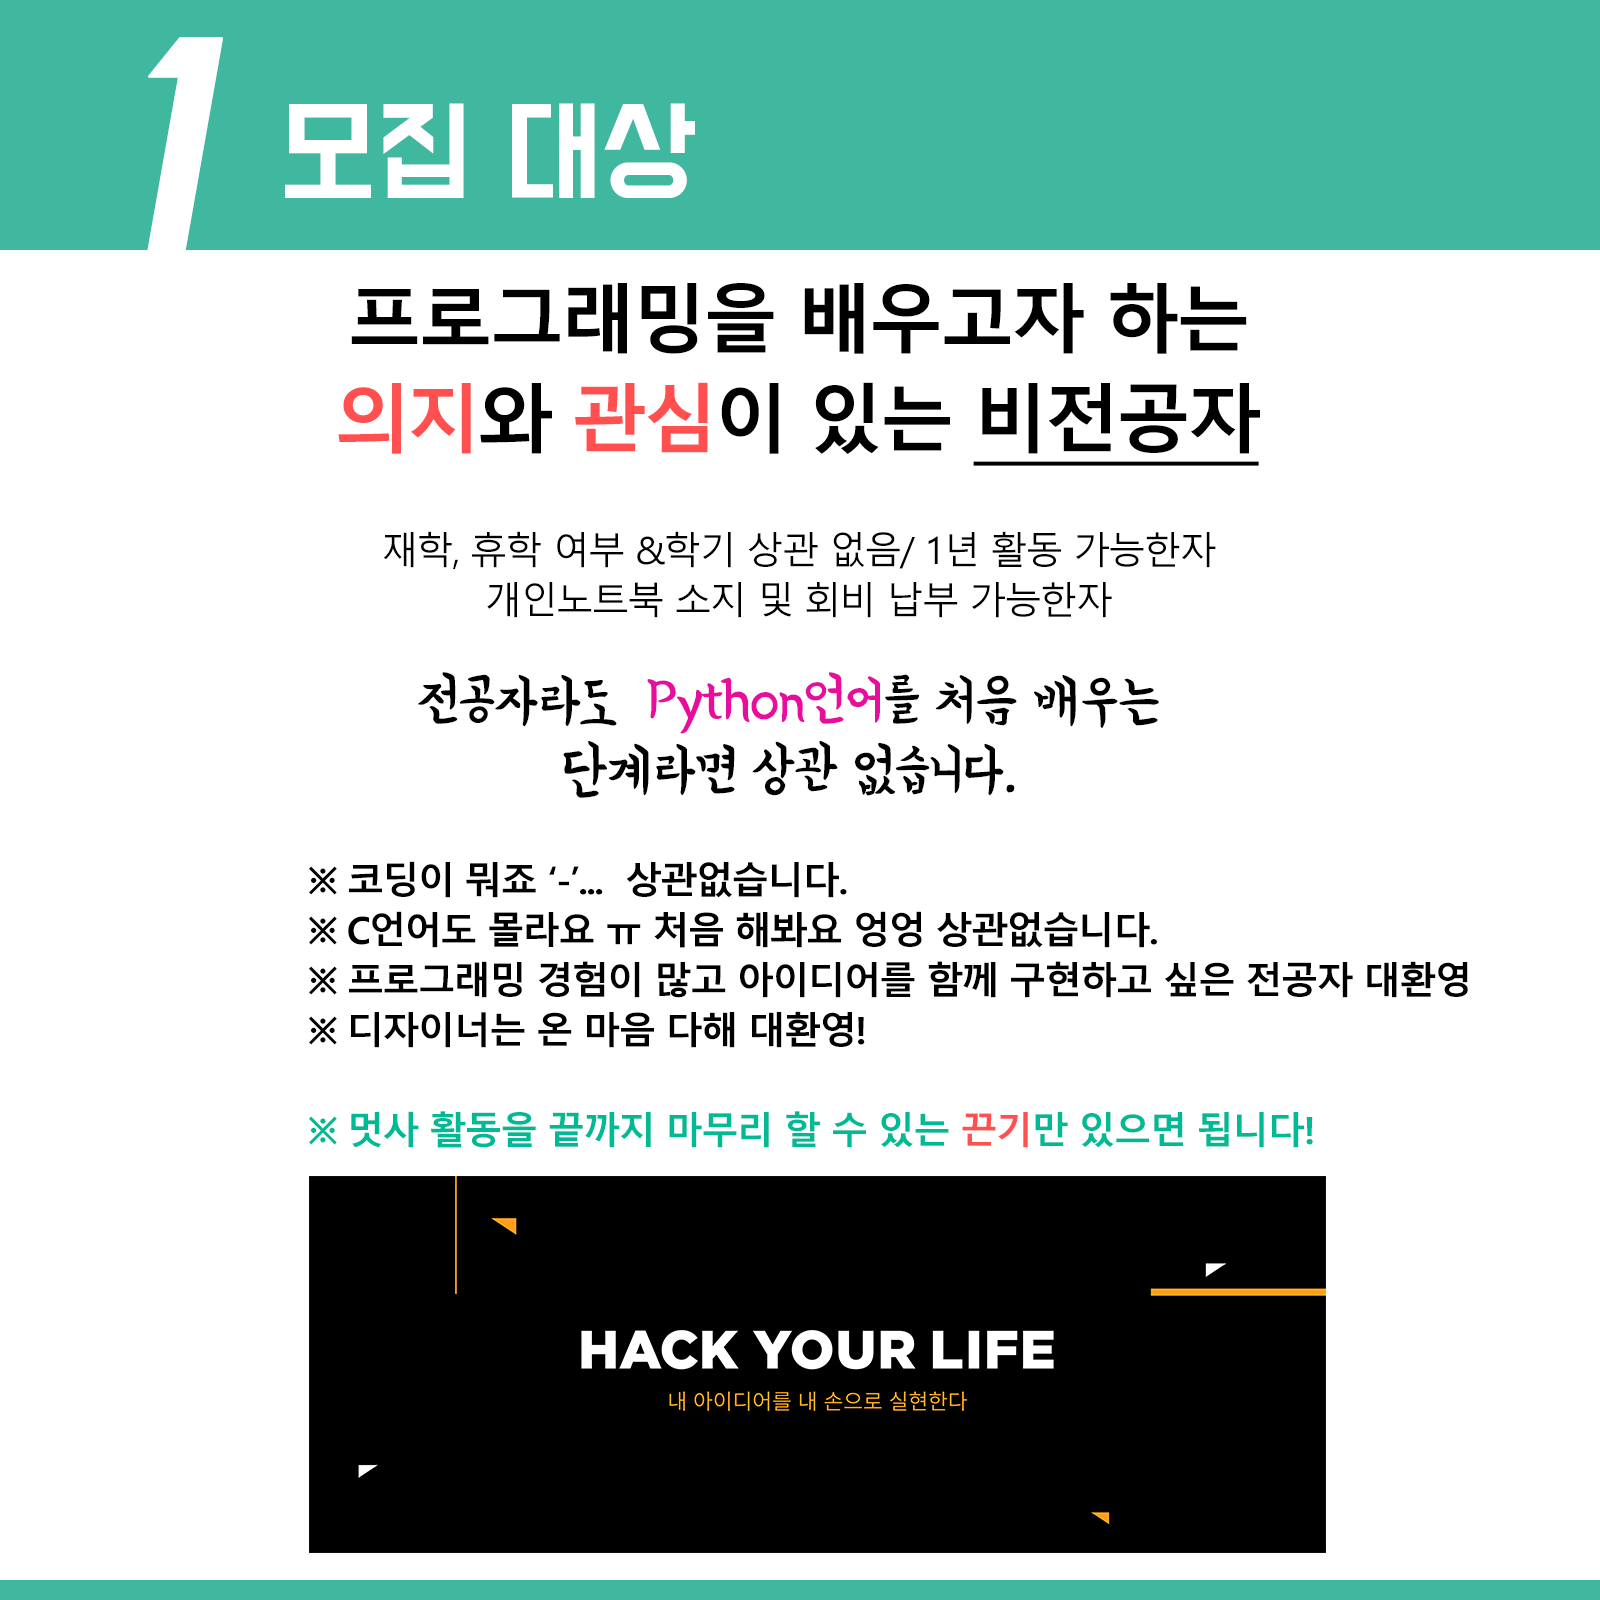 1 모집 대상
프로그래밍을 배우고자 하는
의지와 관심이 있는 비전공자
재학, 휴학 여부 &학기 상관 없음/ 1년 활동 가능한자
개인노트북 소지 및 회비 납부 가능한자
전공자라도 Python언어를 처음 배우는
단계라면 상관 없습니다.
※ 코딩이 뭐죠 ‘-’... 상관없습니다.
※ C언어도 몰라요 ㅠ 처음 해봐요 엉엉 상관없습니다.
※ 프로그래밍 경험이 많고 아이디어를 함께 구현하고 싶은 전공자 대환영
※ 디자이너는 온 마음 다해 대환영!
※ 멋사 활동을 끝까지 마무리 할 수 있는 끈기만 있으면 됩니다!
HACK YOUR LIFE
내 아이디어를 내 손으로 실현한다